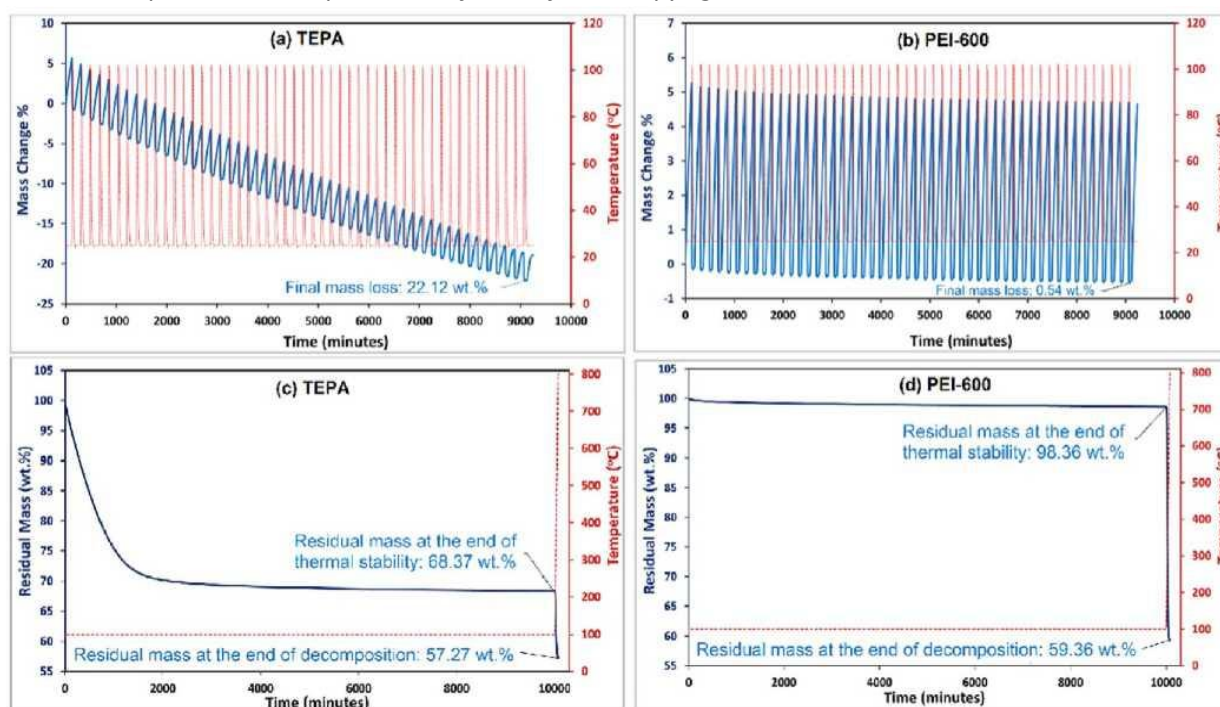 (a) TEPA
Mass Change %
10
5
0
-5
-10
-15
-20
-25
Temperature (°C)
120
100
80
60
40
20
0
Final mass loss: 22.12 wt.%
0 1000 2000 3000 4000 5000 6000 7000 8000 9000 10000
Time (minutes)
(b) PEI-600
Mass Change %
7
6
5
4
3
2
1
0
-1
120
100
80
60
40
20
0
Final mass loss: 0.54 wt.%
0 1000 2000 3000 4000 5000 6000 7000 8000 9000 10000
Time (minutes)
(c) TEPA
Residual Mass (wt.%)
105
100
95
90
85
80
75
70
65
60
55
Temperature (°C)
800
700
600
500
400
300
200
100
0
Residual mass at the end of
thermal stability: 68.37 wt.%
Residual mass at the end of decomposition: 57.27 wt.%
0 2000 4000 6000 8000 10000
Time (minutes)
(d) PEI-600
Residual Mass (wt.%)
105
100
95
90
85
80
75
70
65
60
55
800
700
600
500
400
300
200
100
0
Residual mass at the end of
thermal stability: 98.36 wt.%
Residual mass at the end of decomposition: 59.36 wt.%
0 2000 4000 6000 8000 10000
Time (minutes)